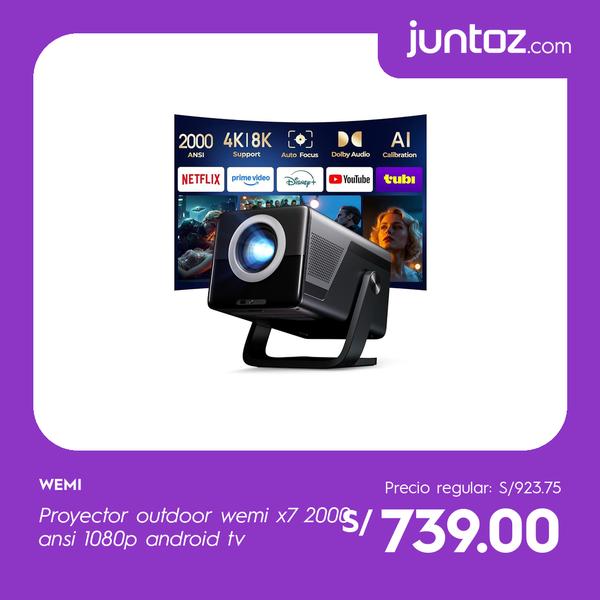 juntoz.com
2000 4K|8K AI
ANSI Support Auto Focus Dolby Audio Calibration
NETFLIX prime video Disney+ YouTube tubi
WEMI
Precio regular: S/923.75
Proyector outdoor wemi x7 2000
ansi 1080p android tv
S/ 739.00